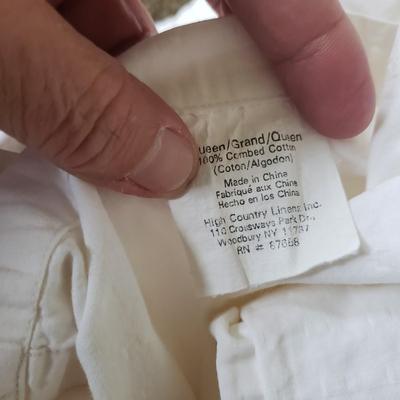 ueen/Grand/Queen
100% Combed Cotton
(Coton/Algodon)
Made in China
Fabriqué aux Chine
Hecho en los China
High Country Linens Inc.
110 Crossways Park Dr.,
Woodbury NY 11797
RN # 87658